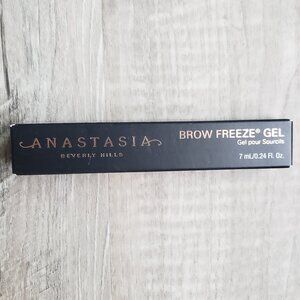 ANASTASIA
BEVERLY HILLS
BROW FREEZE® GEL
Gel pour Sourcils
7 mL/0.24 Fl. Oz.